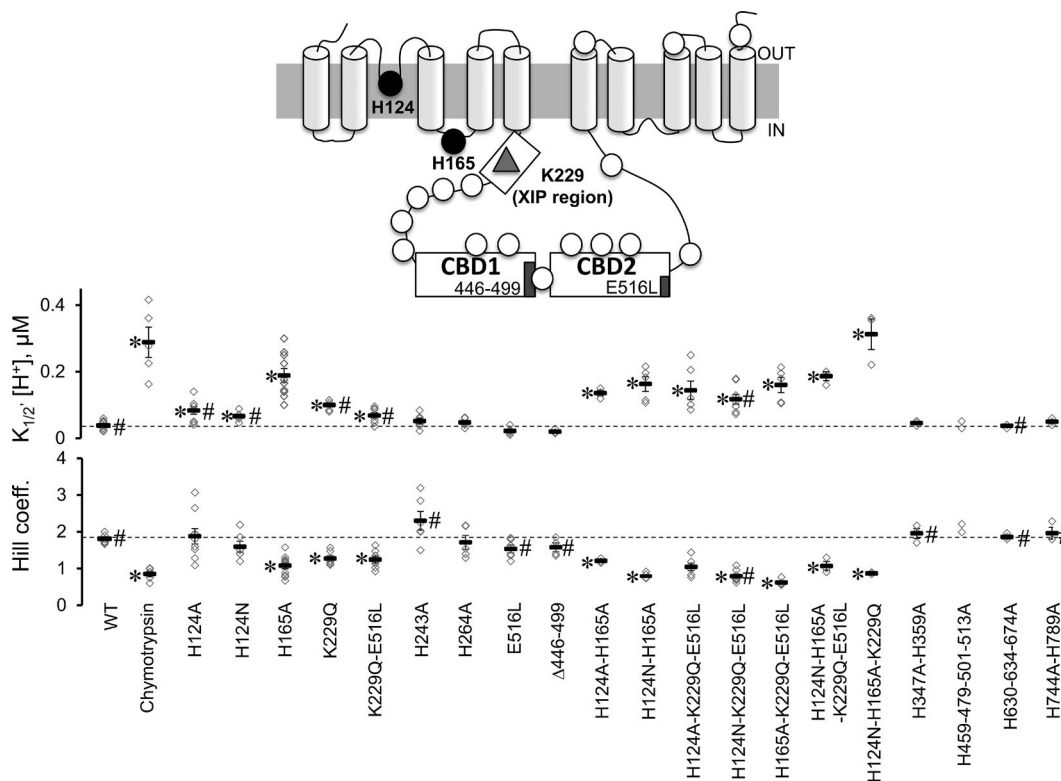 OUT
H124
IN
H165
K229
(XIP region)
CBD1
446-499
CBD2
E516L
K1/2' [H+], µM
0.4
0.2
0
* # *# *# * *# *# # * * * *# * * * #
Hill coeff.
4
3
2
1
0
# * * * * # # # * * *# * * * # #
WT
Chymotrypsin
H124A
H124N
H165A
K229Q
K229Q-E516L
H243A
H264A
E516L
Δ446-499
H124A-H165A
H124N-H165A
H124A-K229Q-E516L
H124N-K229Q-E516L
H165A-K229Q-E516L
H124N-H165A
-K229Q-E516L
H124N-H165A-K229Q
H347A-H359A
H459-479-501-513A
H630-634-674A
H744A-H789A